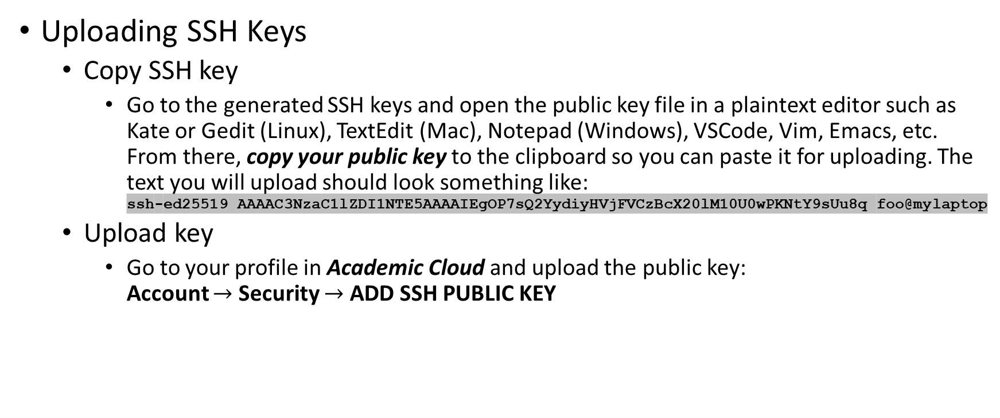 • Uploading SSH Keys
• Copy SSH key
• Go to the generated SSH keys and open the public key file in a plaintext editor such as
Kate or Gedit (Linux), TextEdit (Mac), Notepad (Windows), VSCode, Vim, Emacs, etc.
From there, copy your public key to the clipboard so you can paste it for uploading. The
text you will upload should look something like:
ssh-ed25519 AAAAC3NzaC1lZDI1NTE5AAAAIEgOP7sQ2YydiyHVjFVCzBcX20lM10U0wPKNtY9sUu8q foo@mylaptop
• Upload key
• Go to your profile in Academic Cloud and upload the public key:
Account → Security → ADD SSH PUBLIC KEY